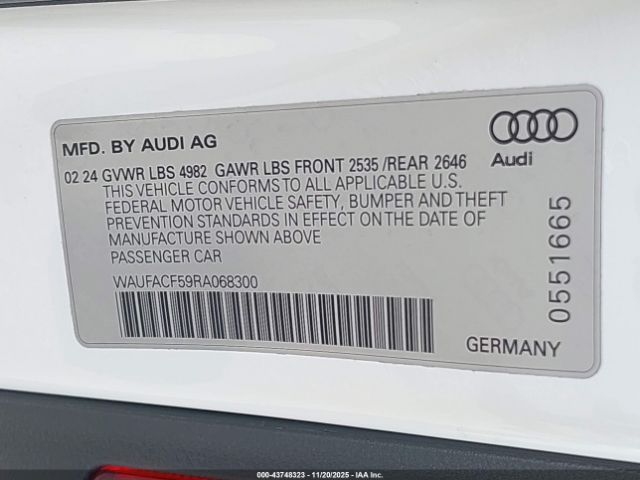 MFD. BY AUDI AG
Audi
02 24 GVWR LBS 4982 GAWR LBS FRONT 2535 /REAR 2646
THIS VEHICLE CONFORMS TO ALL APPLICABLE U.S.
FEDERAL MOTOR VEHICLE SAFETY, BUMPER AND THEFT
PREVENTION STANDARDS IN EFFECT ON THE DATE OF
MANUFACTURE SHOWN ABOVE
PASSENGER CAR
WAUFACF59RA068300
0551665
GERMANY
000-43748323 - 11/20/2025 - IAAI.COM